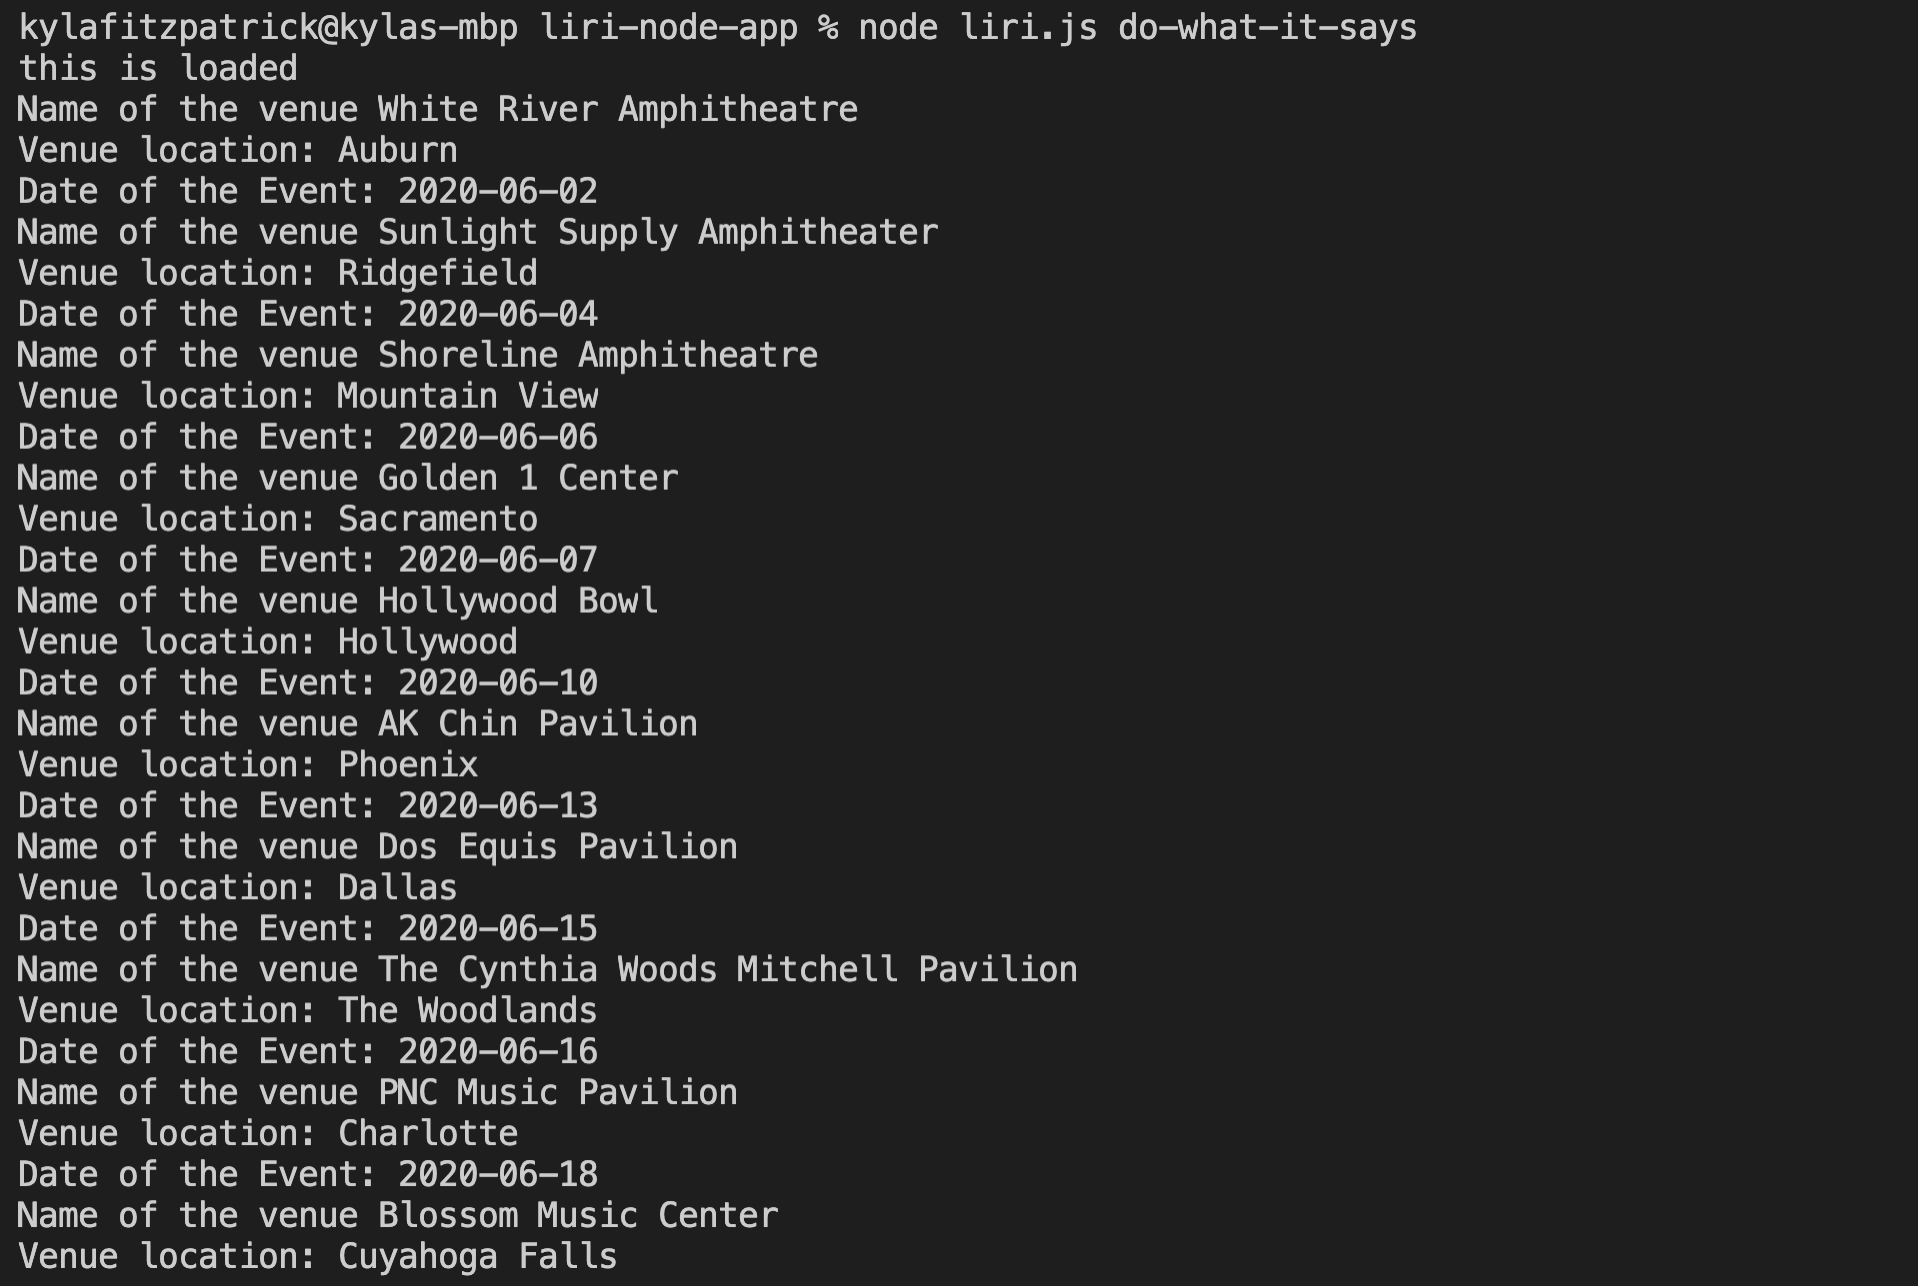 kylafitzpatrick@kylas-mbp liri-node-app % node liri.js do-what-it-says
this is loaded
Name of the venue White River Amphitheatre
Venue location: Auburn
Date of the Event: 2020-06-02
Name of the venue Sunlight Supply Amphitheater
Venue location: Ridgefield
Date of the Event: 2020-06-04
Name of the venue Shoreline Amphitheatre
Venue location: Mountain View
Date of the Event: 2020-06-06
Name of the venue Golden 1 Center
Venue location: Sacramento
Date of the Event: 2020-06-07
Name of the venue Hollywood Bowl
Venue location: Hollywood
Date of the Event: 2020-06-10
Name of the venue AK Chin Pavilion
Venue location: Phoenix
Date of the Event: 2020-06-13
Name of the venue Dos Equis Pavilion
Venue location: Dallas
Date of the Event: 2020-06-15
Name of the venue The Cynthia Woods Mitchell Pavilion
Venue location: The Woodlands
Date of the Event: 2020-06-16
Name of the venue PNC Music Pavilion
Venue location: Charlotte
Date of the Event: 2020-06-18
Name of the venue Blossom Music Center
Venue location: Cuyahoga Falls